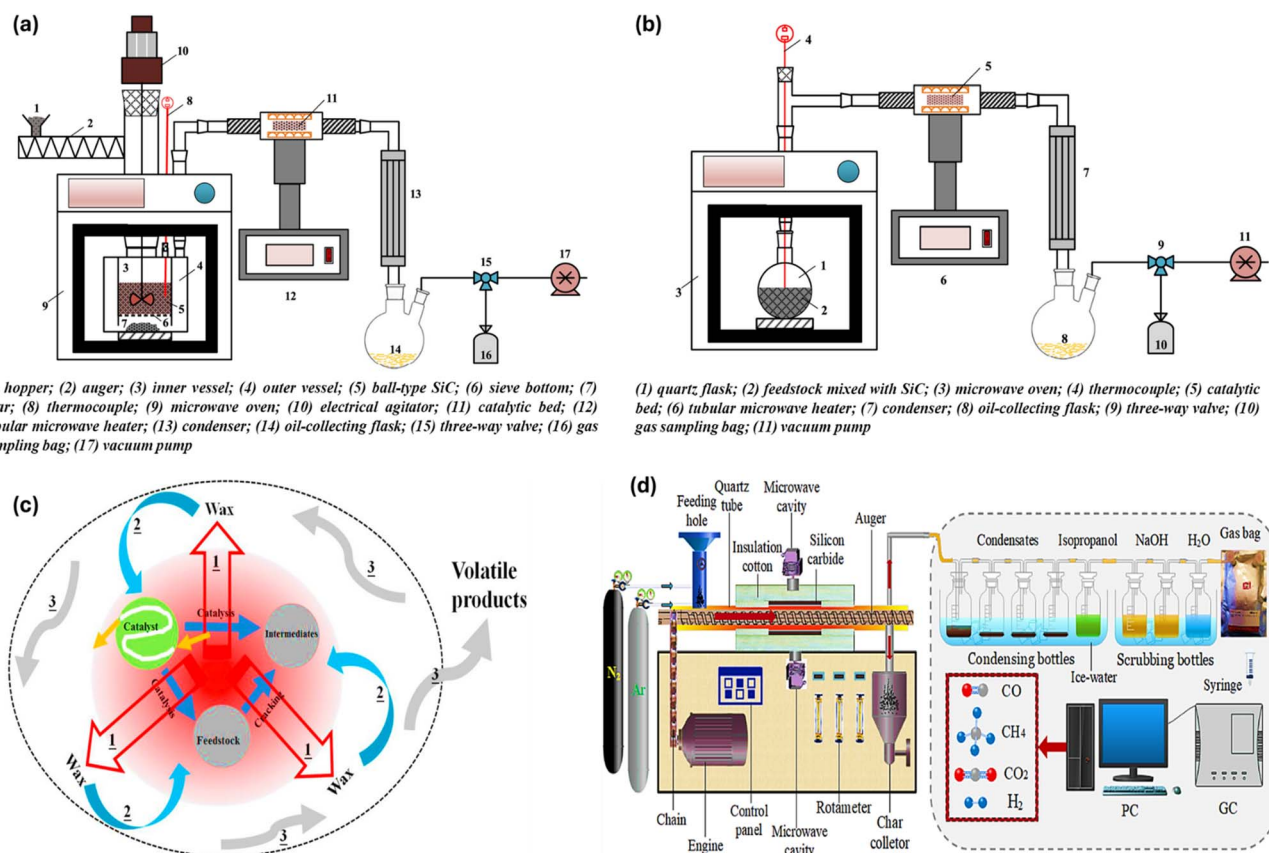 (a)
10
1
2
8
11
13
3
4
9
5
7
6
12
15
17
14
16
hopper; (2) auger; (3) inner vessel; (4) outer vessel; (5) ball-type SiC; (6) sieve bottom; (7)
ar; (8) thermocouple; (9) microwave oven; (10) electrical agitator; (11) catalytic bed; (12)
bular microwave heater; (13) condenser; (14) oil-collecting flask; (15) three-way valve; (16) gas
mpling bag; (17) vacuum pump
(b)
4
5
7
1
3
2
6
9
11
8
10
(1) quartz flask; (2) feedstock mixed with SiC; (3) microwave oven; (4) thermocouple; (5) catalytic
bed; (6) tubular microwave heater; (7) condenser; (8) oil-collecting flask; (9) three-way valve; (10)
gas sampling bag; (11) vacuum pump
(c)
Wax
2
1
3
3
Volatile
products
Catalyst
Catalysis
Intermediates
3
Catalysis
Cracking
2
Feedstock
1
1
Wax
Wax
2
3
(d)
Feeding
hole
Quartz
tube
Microwave
cavity
Insulation
cotton
Silicon
carbide
Auger
N2
Ar
Chain
Engine
Control
panel
Microwave
cavity
Rotameter
Char
colletor
Condensates
Isopropanol
NaOH
H2O
Gas bag
Condensing bottles
Ice-water
Scrubbing bottles
Syringe
CO
CH4
CO2
H2
PC
GC